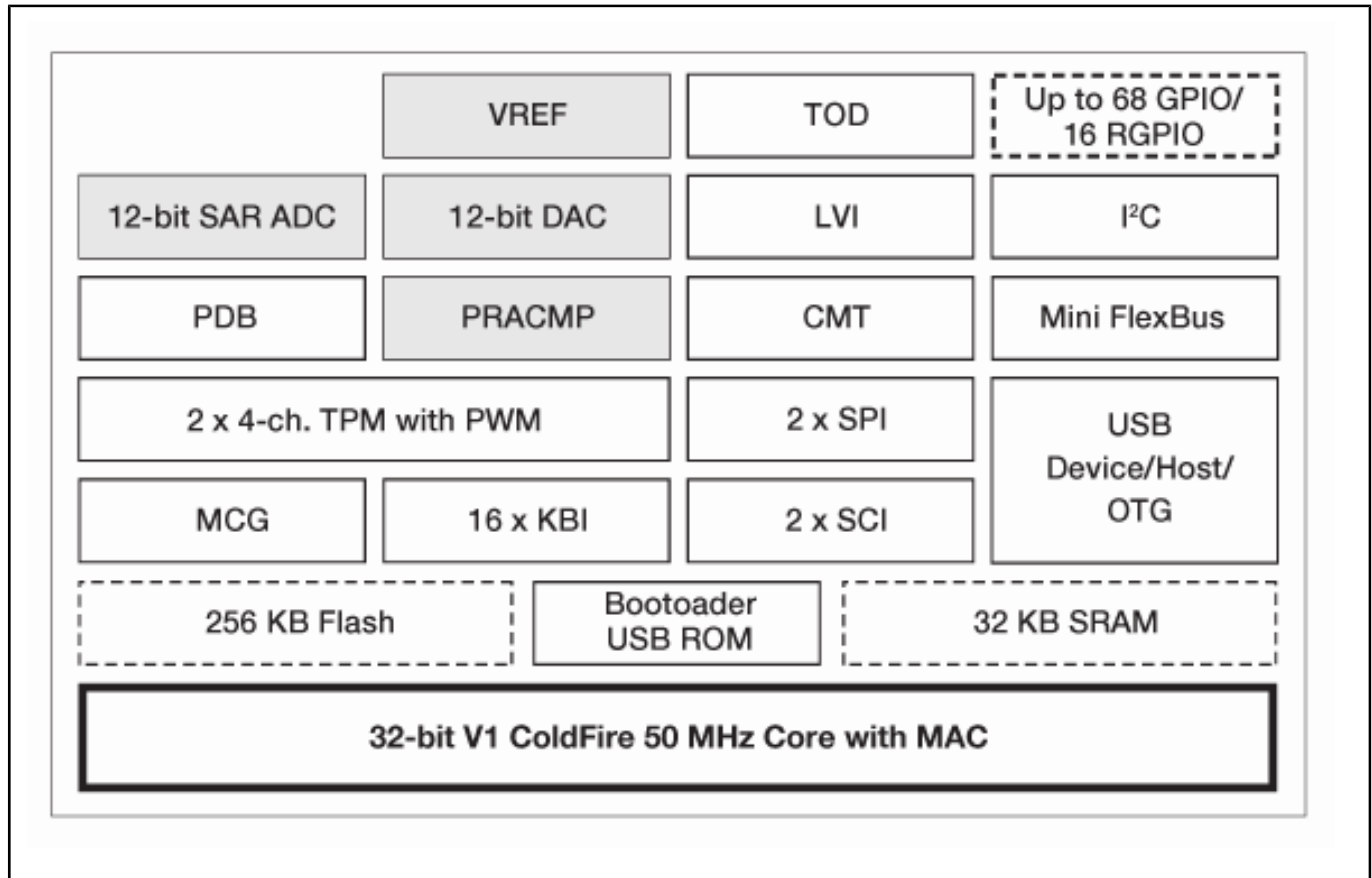 VREF
TOD
Up to 68 GPIO/
16 RGPIO
12-bit SAR ADC
12-bit DAC
LVI
I²C
PDB
PRACMP
CMT
Mini FlexBus
2 x 4-ch. TPM with PWM
2 x SPI
USB
Device/Host/
OTG
MCG
16 x KBI
2 x SCI
256 KB Flash
Bootoader
USB ROM
32 KB SRAM
32-bit V1 ColdFire 50 MHz Core with MAC